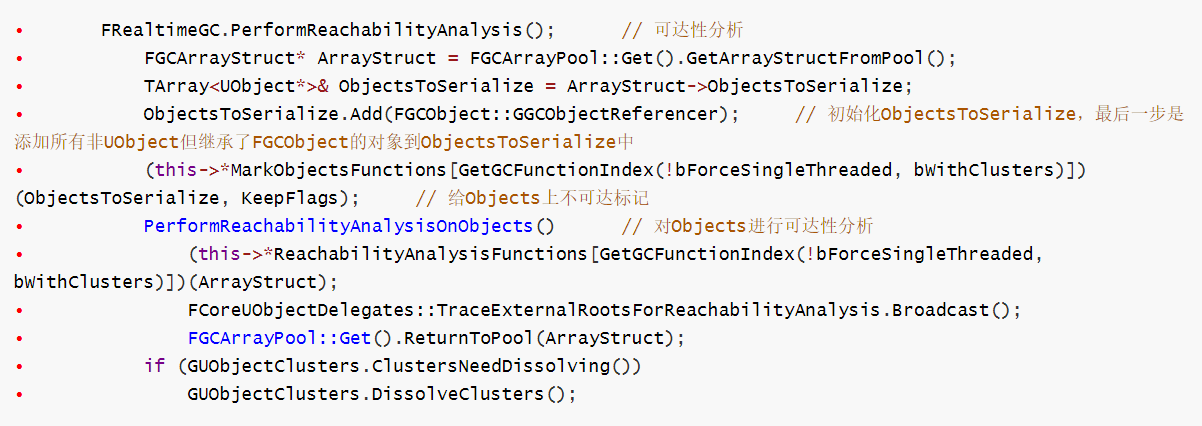 FRealtimeGC.PerformReachabilityAnalysis();      // 可达性分析
FGCArrayStruct* ArrayStruct = FGCArrayPool::Get().GetArrayStructFromPool();
TArray<UObject*>& ObjectsToSerialize = ArrayStruct->ObjectsToSerialize;
ObjectsToSerialize.Add(FGCObject::GGCObjectReferencer);     // 初始化ObjectsToSerialize，最后一步是
添加所有非UObject但继承了FGCObject的对象到ObjectsToSerialize中
(this->*MarkObjectsFunctions[GetGCFunctionIndex(!bForceSingleThreaded, bWithClusters)])
(ObjectsToSerialize, KeepFlags);     // 给Objects上不可达标记
PerformReachabilityAnalysisOnObjects()      // 对Objects进行可达性分析
(this->*ReachabilityAnalysisFunctions[GetGCFunctionIndex(!bForceSingleThreaded,
bWithClusters)])(ArrayStruct);
FCoreUObjectDelegates::TraceExternalRootsForReachabilityAnalysis.Broadcast();
FGCArrayPool::Get().ReturnToPool(ArrayStruct);
if (GUObjectClusters.ClustersNeedDissolving())
GUObjectClusters.DissolveClusters();